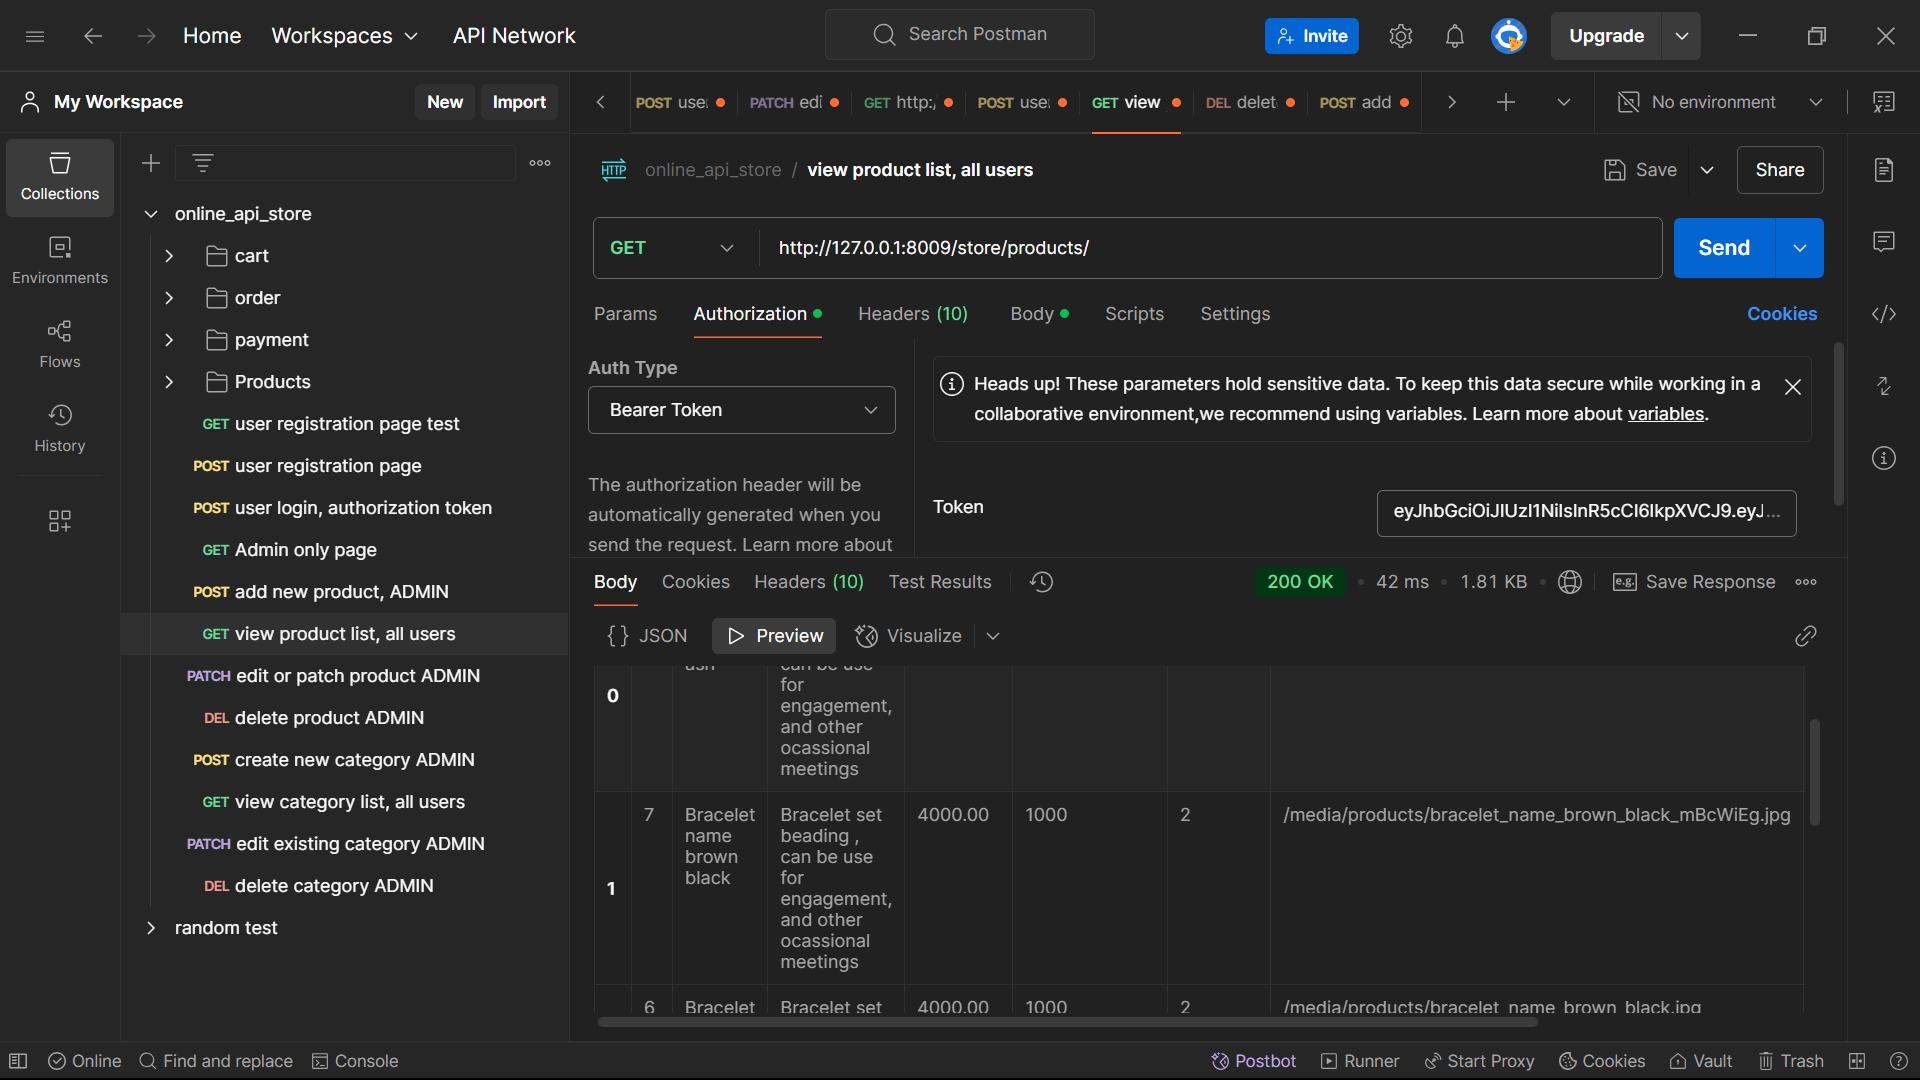 Home
Workspaces
API Network
Search Postman
Invite
Upgrade
My Workspace
New
Import
POST use
PATCH edi
GET http:/
POST use
GET view
DEL delet
POST add
No environment
Collections
Environments
Flows
History
online_api_store
cart
order
payment
Products
GET user registration page test
POST user registration page
POST user login, authorization token
GET Admin only page
POST add new product, ADMIN
GET view product list, all users
PATCH edit or patch product ADMIN
DEL delete product ADMIN
POST create new category ADMIN
GET view category list, all users
PATCH edit existing category ADMIN
DEL delete category ADMIN
random test
HTTP online_api_store / view product list, all users
Save
Share
GET
http://127.0.0.1:8009/store/products/
Send
Params
Authorization
Headers (10)
Body
Scripts
Settings
Cookies
Auth Type
Bearer Token
The authorization header will be
automatically generated when you
send the request. Learn more about
Heads up! These parameters hold sensitive data. To keep this data secure while working in a
collaborative environment,we recommend using variables. Learn more about variables.
Token
Body
Cookies
Headers (10)
Test Results
200 OK
42 ms
1.81 KB
e.g. Save Response
{} JSON
Preview
Visualize
0
ash
can be use
for
engagement,
and other
ocassional
meetings
1
7
Bracelet
name
brown
black
Bracelet set
beading ,
can be use
for
engagement,
and other
ocassional
meetings
4000.00
1000
2
/media/products/bracelet_name_brown_black_mBcWiEg.jpg
6
Bracelet
Bracelet set
4000.00
1000
2
/media/products/bracelet_name_brown_black.jpg
Online
Find and replace
Console
Postbot
Runner
Start Proxy
Cookies
Vault
Trash